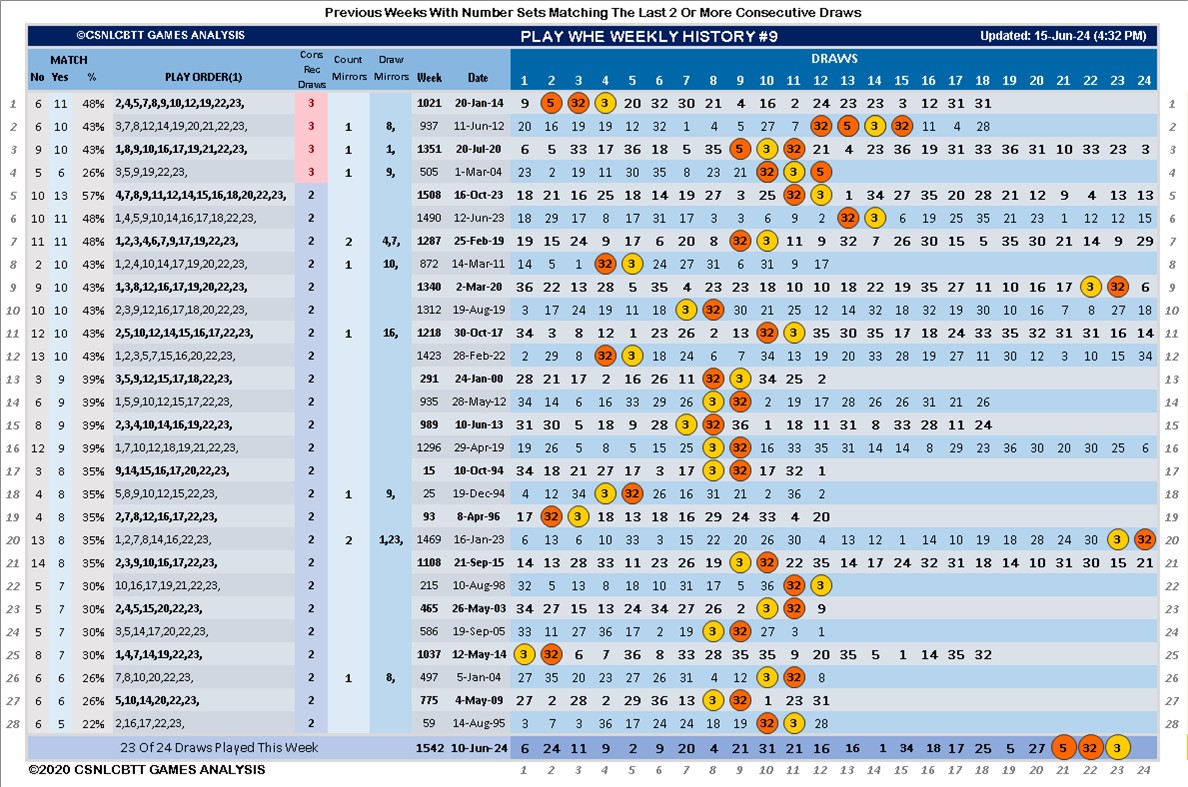 Previous Weeks With Number Sets Matching The Last 2 Or More Consecutive Draws
©CSNLCBTT GAMES ANALYSIS PLAY WHE WEEKLY HISTORY #9 Updated: 15-Jun-24 (4:32 PM)
MATCH Cons Rec Draws Count Mirrors Draw Mirrors DRAWS
No Yes % PLAY ORDER(1) Week Date 1 2 3 4 5 6 7 8 9 10 11 12 13 14 15 16 17 18 19 20 21 22 23 24
1 6 11 48% 2,4,5,7,8,9,10,12,19,22,23, 3 1021 20-Jan-14 9 5 32 3 20 32 30 21 4 16 2 24 23 23 3 12 31 31 1
2 6 10 43% 3,7,8,12,14,19,20,21,22,23, 3 1 8, 937 11-Jun-12 20 16 19 19 12 32 1 4 5 27 7 32 5 3 32 11 4 28 2
3 9 10 43% 1,8,9,10,16,17,19,21,22,23, 3 1 1, 1351 20-Jul-20 6 5 33 17 36 18 5 35 5 3 32 21 4 23 36 19 31 33 36 31 10 33 23 3 3
4 5 6 26% 3,5,9,19,22,23, 3 1 9, 505 1-Mar-04 23 2 19 11 30 35 7 8 23 21 32 3 5 4
5 10 13 57% 4,7,8,9,11,12,14,15,16,18,20,22,23, 2 1508 16-Oct-23 18 21 16 25 18 14 19 27 3 25 32 3 1 34 27 35 20 28 21 12 9 4 13 13 5
6 10 11 48% 1,4,5,9,10,14,16,17,18,22,23, 2 1490 12-Jun-23 18 29 17 8 17 31 17 3 3 6 9 2 32 3 6 19 25 35 21 23 1 12 12 15 6
7 11 11 48% 1,2,3,4,6,7,9,17,19,22,23, 2 2 4,7, 1287 25-Feb-19 19 15 24 9 17 6 20 8 32 3 11 9 32 7 26 30 15 5 35 30 21 14 9 29 7
8 2 10 43% 1,2,4,10,14,17,19,20,22,23, 2 1 10, 872 14-Mar-11 14 5 1 32 3 24 27 31 6 31 9 17 8
9 9 10 43% 1,3,8,12,16,17,19,20,22,23, 2 1340 2-Mar-20 36 22 13 28 5 35 4 23 23 18 10 10 18 22 19 35 27 11 10 16 17 3 32 6 9
10 10 10 43% 2,3,9,12,16,17,18,20,22,23, 2 1312 19-Aug-19 3 17 24 19 11 18 3 32 30 21 25 12 14 32 18 32 19 30 10 16 7 8 27 18 10
11 12 10 43% 2,5,10,12,14,15,16,17,22,23, 2 1 16, 1218 30-Oct-17 34 3 8 12 1 23 26 2 13 32 3 35 30 35 17 18 24 33 35 32 31 31 16 14 11
12 13 10 43% 1,2,3,5,7,15,16,20,22,23, 2 1423 28-Feb-22 2 29 8 32 3 18 24 6 7 34 13 19 20 33 28 19 27 11 30 12 3 10 15 34 12
13 3 9 39% 3,5,9,12,15,17,18,22,23, 2 291 24-Jan-00 28 21 17 2 16 26 11 32 3 34 25 2 13
14 6 9 39% 1,5,9,10,12,15,17,22,23, 2 935 28-May-12 34 14 6 16 33 29 26 3 32 2 19 17 28 26 26 31 21 26 14
15 8 9 39% 2,3,4,10,14,16,19,22,23, 2 989 10-Jun-13 31 30 5 18 9 28 3 32 36 1 18 11 31 8 33 28 11 24 15
16 12 9 39% 1,7,10,12,18,19,21,22,23, 2 1296 29-Apr-19 19 26 5 8 5 15 25 3 32 16 33 35 31 14 14 8 29 23 36 30 20 30 25 6 16
17 3 8 35% 9,14,15,16,17,20,22,23, 2 15 10-Oct-94 34 18 21 27 17 3 17 3 32 17 32 1 17
18 4 8 35% 5,8,9,10,12,15,22,23, 2 1 9, 25 19-Dec-94 4 12 34 3 32 26 16 31 21 2 36 2 18
19 4 8 35% 2,7,8,12,16,17,22,23, 2 93 8-Apr-96 17 32 3 18 13 18 16 29 24 33 4 20 19
20 13 8 35% 1,2,7,8,14,16,22,23, 2 2 1,23, 1469 16-Jan-23 6 13 6 10 33 3 15 22 20 26 30 4 13 12 1 14 10 19 18 28 24 30 3 32 20
21 14 8 35% 2,3,9,10,16,17,22,23, 2 1108 21-Sep-15 14 13 28 33 11 23 26 19 3 32 22 35 14 17 24 32 31 18 14 10 31 30 15 21 21
22 5 7 30% 10,16,17,19,21,22,23, 2 215 10-Aug-98 22 5 13 8 18 10 31 17 5 36 32 3 22
23 5 7 30% 2,4,5,15,20,22,23, 2 465 26-May-03 34 27 15 13 24 34 27 26 2 3 32 9 23
24 5 7 30% 3,5,14,17,20,22,23, 2 586 19-Sep-05 33 11 27 36 17 2 19 3 32 27 3 1 24
25 8 7 30% 1,4,7,14,19,22,23, 2 1037 12-May-14 3 32 6 7 36 8 33 28 35 35 9 20 35 5 1 14 35 32 25
26 6 6 26% 7,8,10,20,22,23, 2 1 8, 497 5-Jan-04 27 35 20 23 27 26 31 4 12 3 32 8 26
27 6 6 26% 5,10,14,20,22,23, 2 775 4-May-09 27 2 28 2 29 36 13 3 32 1 23 31 27
28 6 5 22% 2,16,17,22,23, 2 59 14-Aug-95 3 7 3 36 17 24 24 18 19 32 3 28 28
23 Of 24 Draws Played This Week 1542 10-Jun-24 6 24 11 9 2 9 20 4 21 31 21 16 16 1 34 18 17 25 5 27 5 32 3
©2020 CSNLCBTT GAMES ANALYSIS 1 2 3 4 5 6 7 8 9 10 11 12 13 14 15 16 17 18 19 20 21 22 23 24